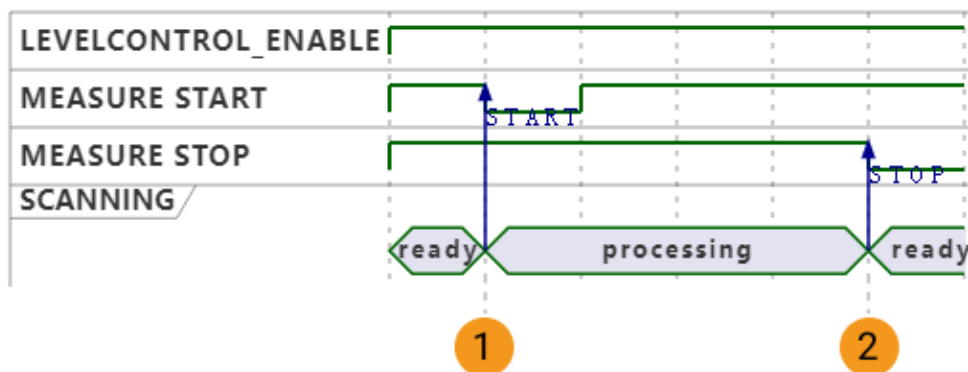 LEVELCONTROL_ENABLE
MEASURE START
START
MEASURE STOP
STOP
SCANNING
ready processing ready
1 2